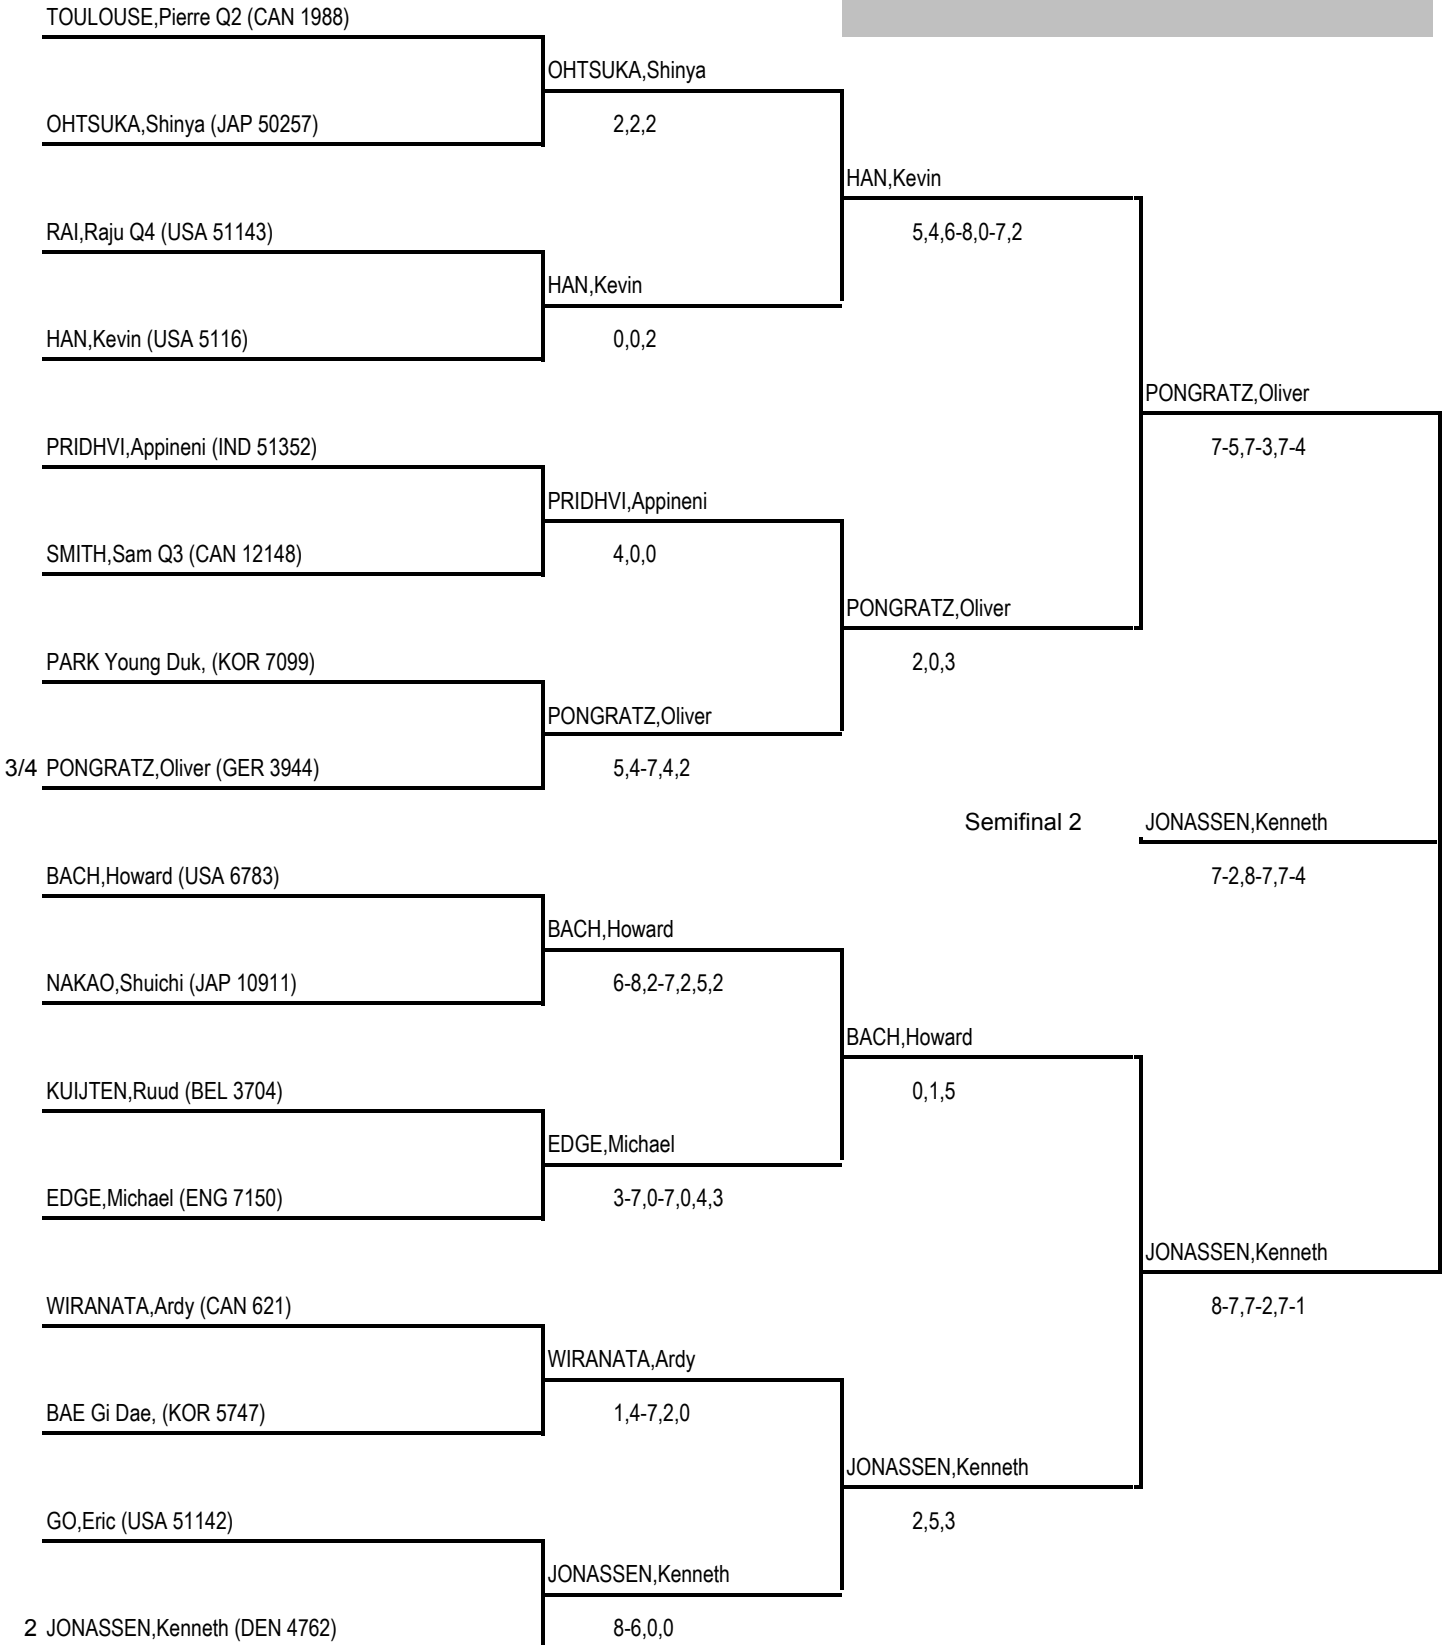 TOULOUSE,Pierre Q2 (CAN 1988)
OHTSUKA,Shinya
OHTSUKA,Shinya (JAP 50257)
2,2,2
HAN,Kevin
RAI,Raju Q4 (USA 51143)
5,4,6-8,0-7,2
HAN,Kevin
HAN,Kevin (USA 5116)
0,0,2
PONGRATZ,Oliver
PRIDHVI,Appineni (IND 51352)
7-5,7-3,7-4
PRIDHVI,Appineni
SMITH,Sam Q3 (CAN 12148)
4,0,0
PONGRATZ,Oliver
PARK Young Duk, (KOR 7099)
2,0,3
PONGRATZ,Oliver
3/4 PONGRATZ,Oliver (GER 3944)
5,4-7,4,2
Semifinal 2
JONASSEN,Kenneth
BACH,Howard (USA 6783)
7-2,8-7,7-4
BACH,Howard
NAKAO,Shuichi (JAP 10911)
6-8,2-7,2,5,2
BACH,Howard
KUIJTEN,Ruud (BEL 3704)
0,1,5
EDGE,Michael
EDGE,Michael (ENG 7150)
3-7,0-7,0,4,3
JONASSEN,Kenneth
WIRANATA,Ardy (CAN 621)
8-7,7-2,7-1
WIRANATA,Ardy
BAE Gi Dae, (KOR 5747)
1,4-7,2,0
JONASSEN,Kenneth
GO,Eric (USA 51142)
2,5,3
JONASSEN,Kenneth
2 JONASSEN,Kenneth (DEN 4762)
8-6,0,0